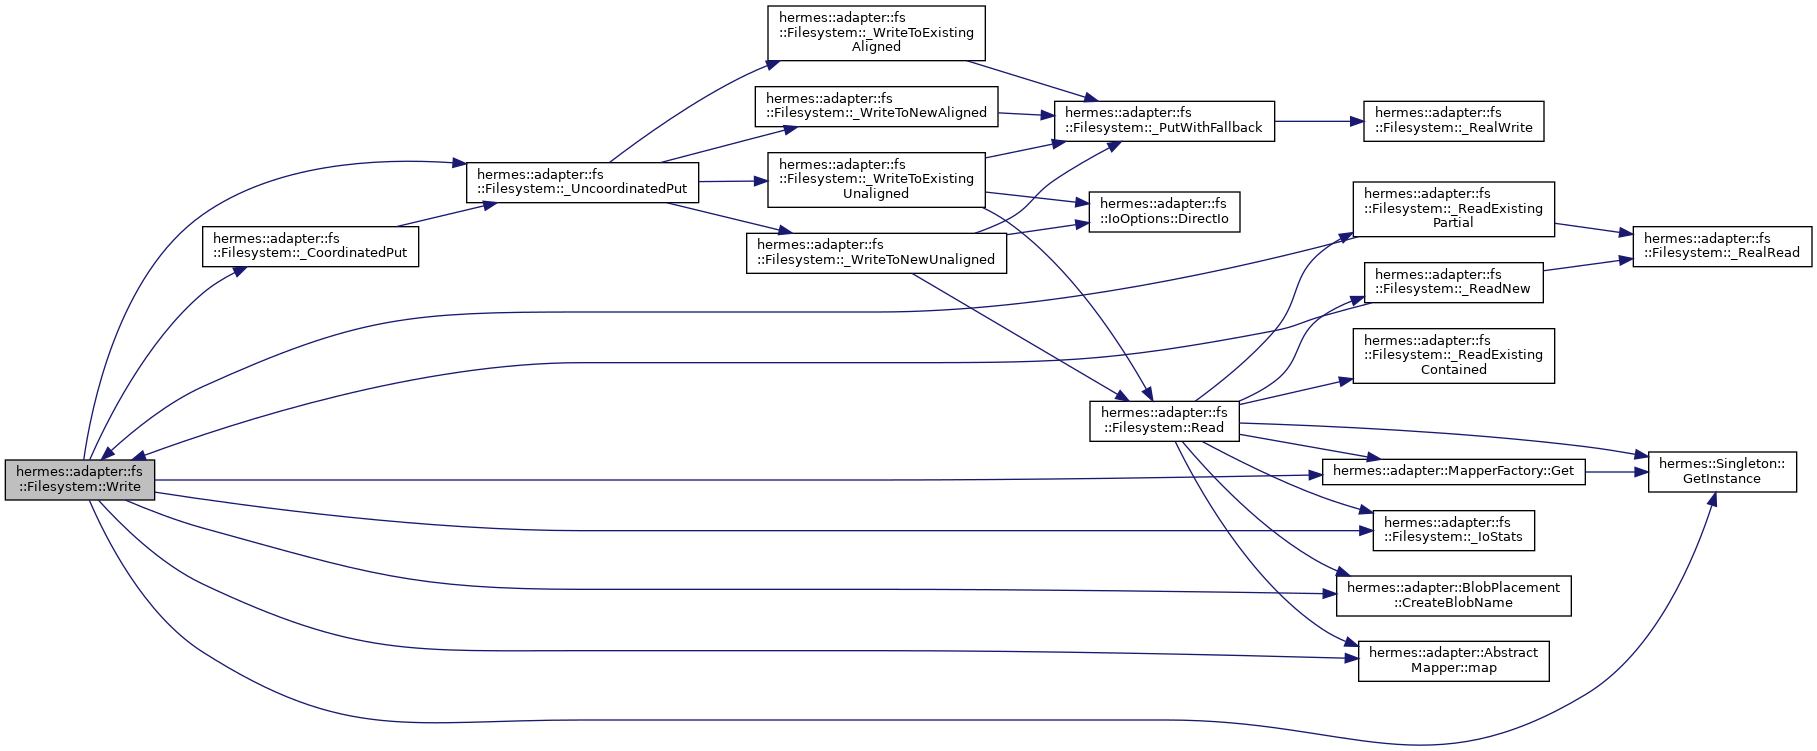 hermes::adapter::fs
::Filesystem::Write
hermes::adapter::fs
::Filesystem::_CoordinatedPut
hermes::adapter::fs
::Filesystem::_UncoordinatedPut
hermes::adapter::fs
::Filesystem::_WriteToExisting
Aligned
hermes::adapter::fs
::Filesystem::_WriteToNewAligned
hermes::adapter::fs
::Filesystem::_WriteToExisting
Unaligned
hermes::adapter::fs
::Filesystem::_WriteToNewUnaligned
hermes::adapter::fs
::Filesystem::_PutWithFallback
hermes::adapter::fs
::IoOptions::DirectIo
hermes::adapter::fs
::Filesystem::Read
hermes::adapter::fs
::Filesystem::_RealWrite
hermes::adapter::fs
::Filesystem::_ReadExisting
Partial
hermes::adapter::fs
::Filesystem::_ReadNew
hermes::adapter::fs
::Filesystem::_ReadExisting
Contained
hermes::adapter::MapperFactory::Get
hermes::adapter::fs
::Filesystem::_IoStats
hermes::adapter::BlobPlacement
::CreateBlobName
hermes::adapter::Abstract
Mapper::map
hermes::adapter::fs
::Filesystem::_RealRead
hermes::Singleton::
GetInstance